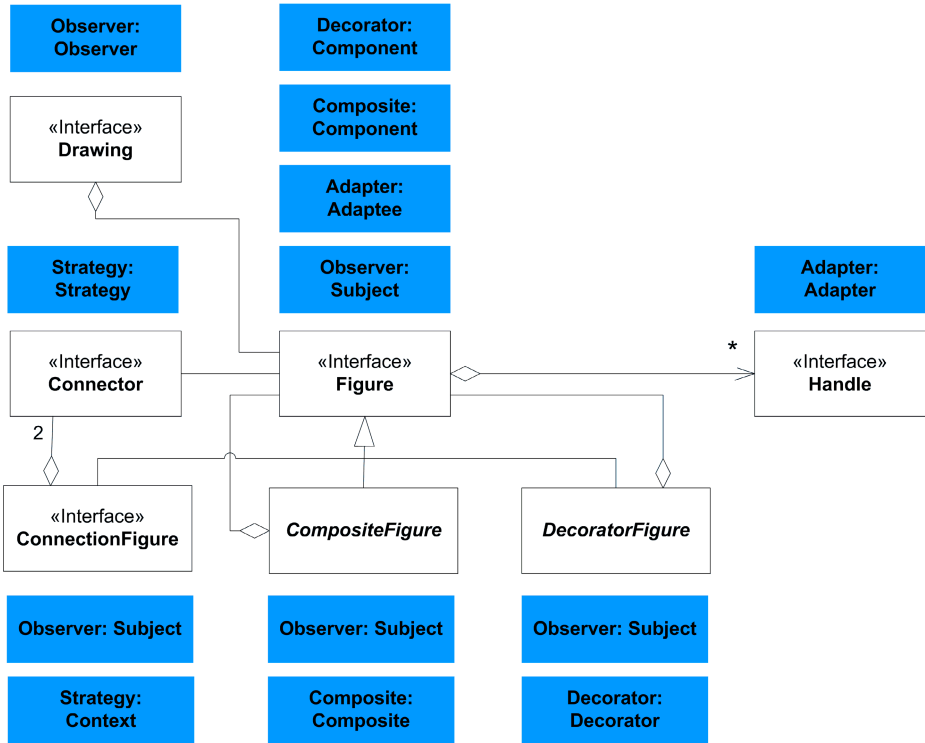 Observer:
Observer
Decorator:
Component
«Interface»
Drawing
Composite:
Component
Adapter:
Adaptee
Strategy:
Strategy
Observer:
Subject
Adapter:
Adapter
«Interface»
Connector
«Interface»
Figure
*
«Interface»
Handle
2
«Interface»
ConnectionFigure
CompositeFigure
DecoratorFigure
Observer: Subject
Observer: Subject
Observer: Subject
Strategy:
Context
Composite:
Composite
Decorator:
Decorator